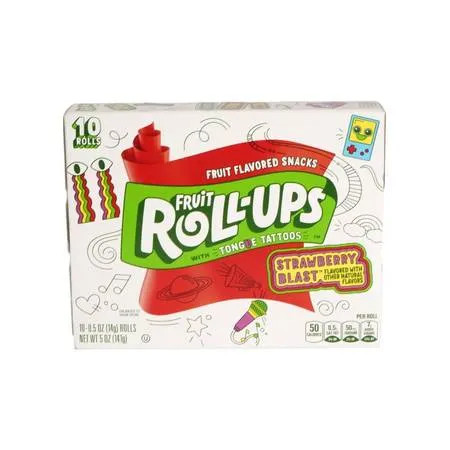 10
ROLLS
FRUIT FLAVORED SNACKS
FRUIT
ROLL-UPS
WITH TONGUE TATTOOS
STRAWBERRY
BLAST
FLAVORED WITH
OTHER NATURAL
FLAVORS
10-0.5 OZ (14g) ROLLS
NET WT 5 OZ (141g)
PER ROLL
50
CALORIES